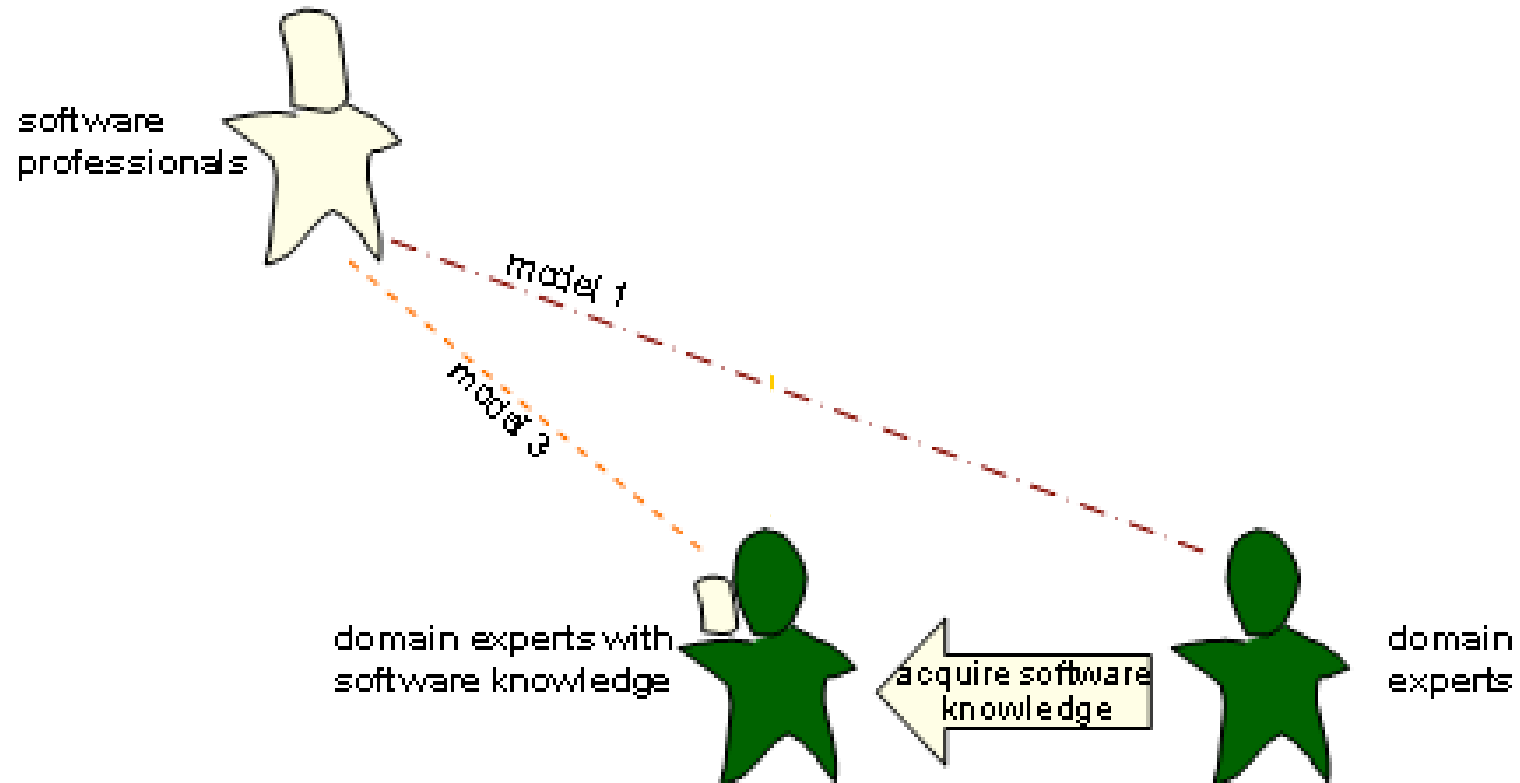 software
professionals
model 1
model 3
domain experts with
software knowledge
acquire software
knowledge
domain
experts